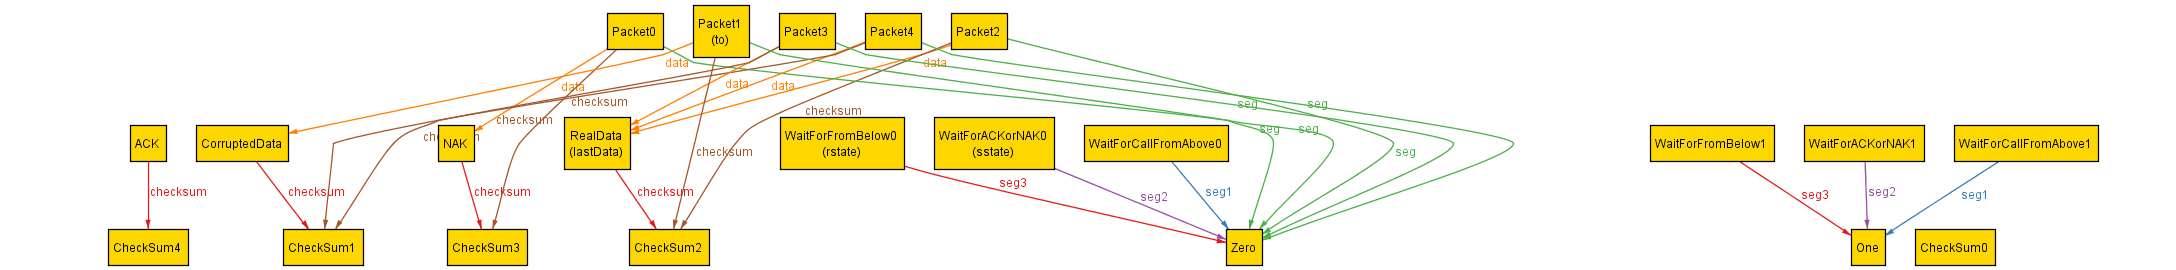 Packet0
Packet1
(to)
Packet3
Packet4
Packet2
data
data
data
data
data
checksum
checksum
checksum
checksum
checksum
seg
seg
seg
seg
seg
ACK
CorruptedData
NAK
RealData
(lastData)
WaitForFromBelow0
(rstate)
WaitForACKorNAK0
(sstate)
WaitForCallFromAbove0
WaitForFromBelow1
WaitForACKorNAK1
WaitForCallFromAbove1
checksum
checksum
checksum
checksum
seg3
seg2
seg1
seg3
seg2
seg1
CheckSum4
CheckSum1
CheckSum3
CheckSum2
Zero
One
CheckSum0